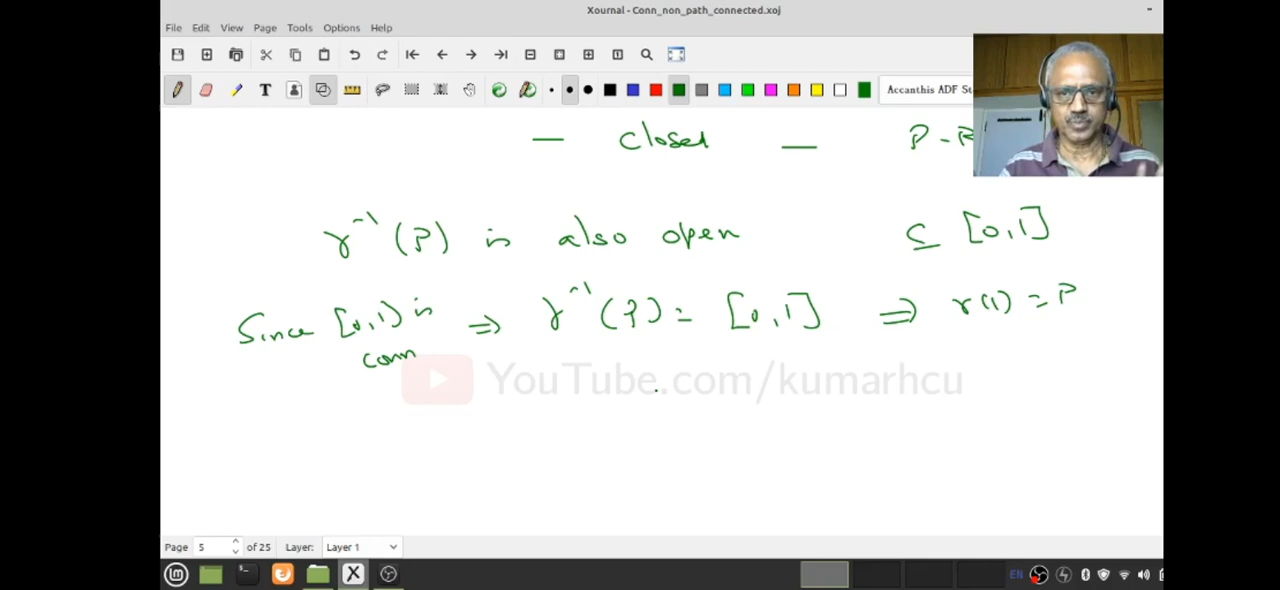 Xournal - Conn_non_path_connected.xoj
File Edit View Page Tools Options Help
T Accanthis ADF St
— closed — P - R
γ⁻¹(P) is also open ⊆ [0,1]
Since [0,1) is conn ⇒ γ⁻¹(P) = [0,1] ⇒ γ(1) = P
YouTube.com/kumarhcu
Page 5 of 25 Layer: Layer 1
EN